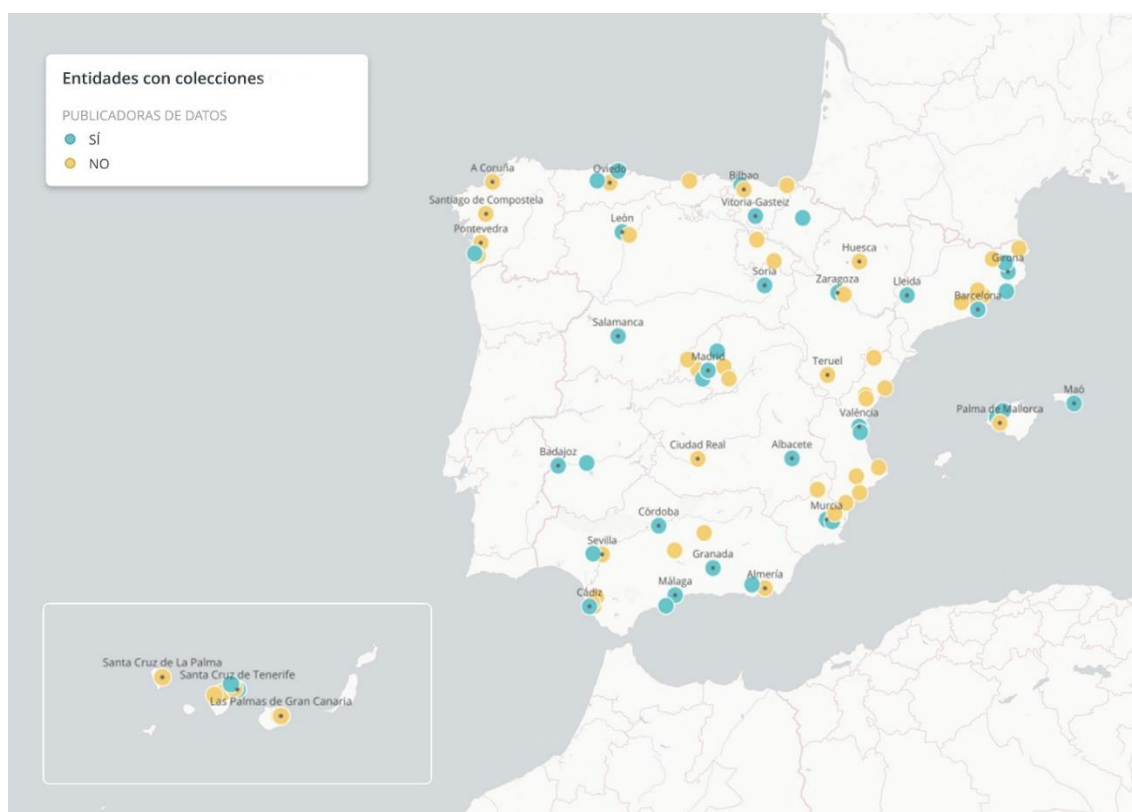 Entidades con colecciones
PUBLICADORAS DE DATOS
SÍ
NO
A Coruña
Oviedo
Bilbao
Santiago de Compostela
Vitoria-Gasteiz
León
Pontevedra
Huesca
Girona
Soria
Zaragoza
Lleida
Barcelona
Salamanca
Madrid
Teruel
Maó
Palma de Mallorca
València
Ciudad Real
Albacete
Badajoz
Murcia
Córdoba
Sevilla
Granada
Almería
Málaga
Cádiz
Santa Cruz de La Palma
Santa Cruz de Tenerife
Las Palmas de Gran Canaria